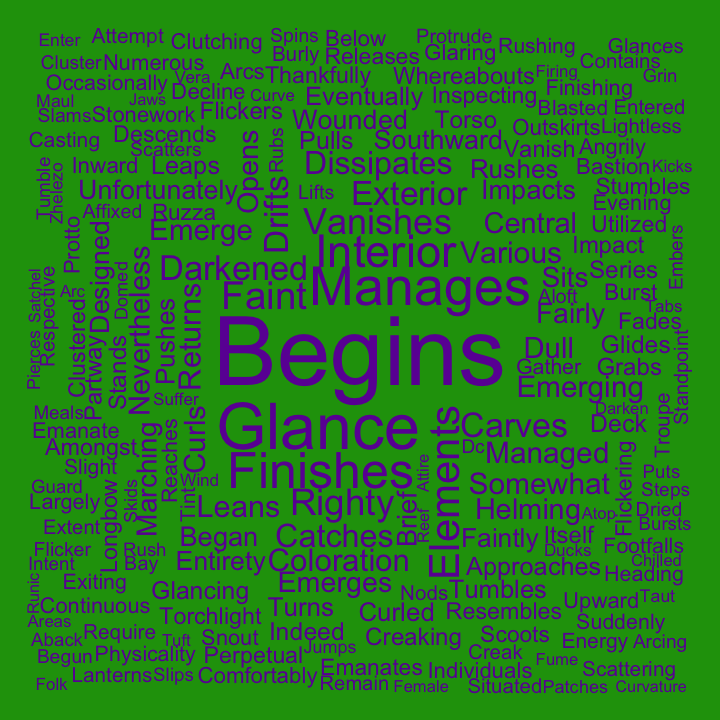 Enter
Attempt
Clutching
Spins
Below
Protrude
Rushing
Glances
Cluster
Numerous
Burly
Releases
Glaring
Contains
Occasionally
Vera
Arcs
Thankfully
Whereabouts
Firing
Grin
Maul
Jaws
Decline
Curve
Eventually
Inspecting
Finishing
Slams
Stonework
Flickers
Wounded
Torso
Blasted
Entered
Casting
Descends
Scatters
Opens
Rubs
Pulls
Southward
Outskirts
Lightless
Vanish
Angrily
Inward
Leaps
Dissipates
Rushes
Bastion
Kicks
Tumble
Zhelezo
Unfortunately
Lifts
Exterior
Impacts
Stumbles
Evening
Affixed
Ruzza
Drifts
Vanishes
Central
Utilized
Protto
Designed
Emerge
Interior
Various
Impact
Embers
Nevertheless
Darkened
Manages
Sits
Series
Satchel
Arc
Domed
Faint
Aloft
Burst
Tabs
Respective
Clustered
Partway
Stands
Pushes
Returns
Begins
Fairly
Fades
Pierces
Dull
Glides
Standpoint
Gather
Grabs
Suffer
Emerging
Meals
Curls
Glance
Elements
Carves
Darken
Deck
Troupe
Emanate
Marching
Reaches
Amongst
Dc
Managed
Flickering
Slight
Finishes
Attire
Puts
Guard
Longbow
Skids
Tint
Wind
Somewhat
Steps
Largely
Leans
Righty
Brief
Reef
Helming
Atop
Dried
Extent
Began
Catches
Faintly
Itself
Bursts
Flicker
Rush
Ducks
Footfalls
Intent
Bay
Entirety
Coloration
Approaches
Chilled
Heading
Runic
Exiting
Glancing
Emerges
Nods
Tumbles
Taut
Continuous
Torchlight
Turns
Curled
Resembles
Upward
Areas
Suddenly
Aback
Require
Tuft
Snout
Indeed
Jumps
Creaking
Scoots
Energy
Arcing
Begun
Physicality
Perpetual
Creak
Fume
Folk
Lanterns
Slips
Comfortably
Emanates
Individuals
Scattering
Remain
Female
Situated
Patches
Curvature